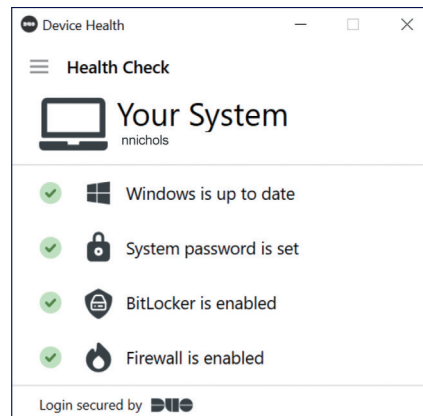 Device Health
Health Check
Your System
nnichols
Windows is up to date
System password is set
BitLocker is enabled
Firewall is enabled
Login secured by DUO